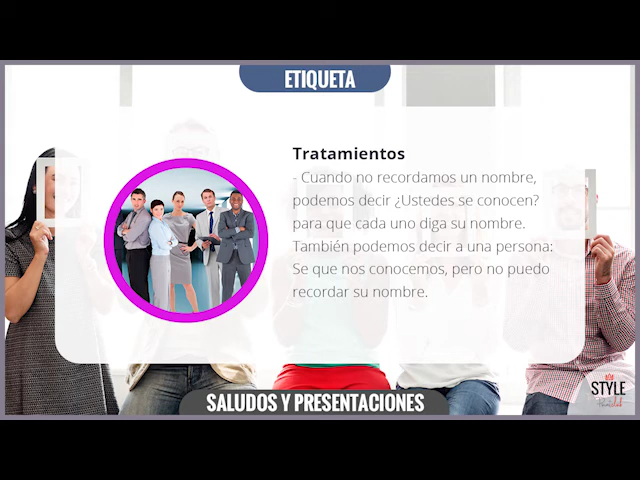 ETIQUETA
Tratamientos
- Cuando no recordamos un nombre,
podemos decir ¿Ustedes se conocen?
para que cada uno diga su nombre.
También podemos decir a una persona:
Se que nos conocemos, pero no puedo
recordar su nombre.
SALUDOS Y PRESENTACIONES
STYLE